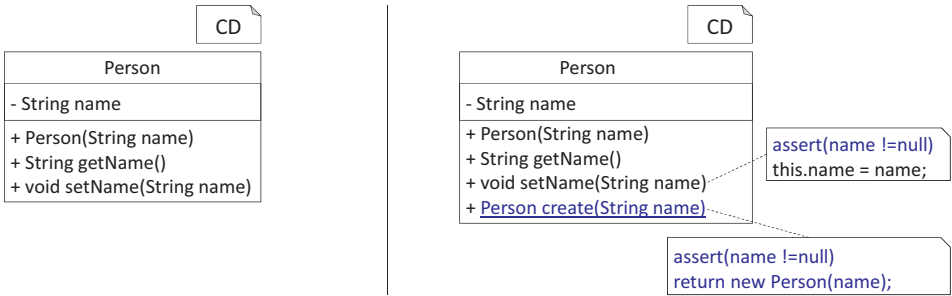 CD
Person
- String name
+ Person(String name)
+ String getName()
+ void setName(String name)
CD
Person
- String name
+ Person(String name)
+ String getName()
+ void setName(String name)
+ Person create(String name)
assert(name !=null)
this.name = name;
assert(name !=null)
return new Person(name);